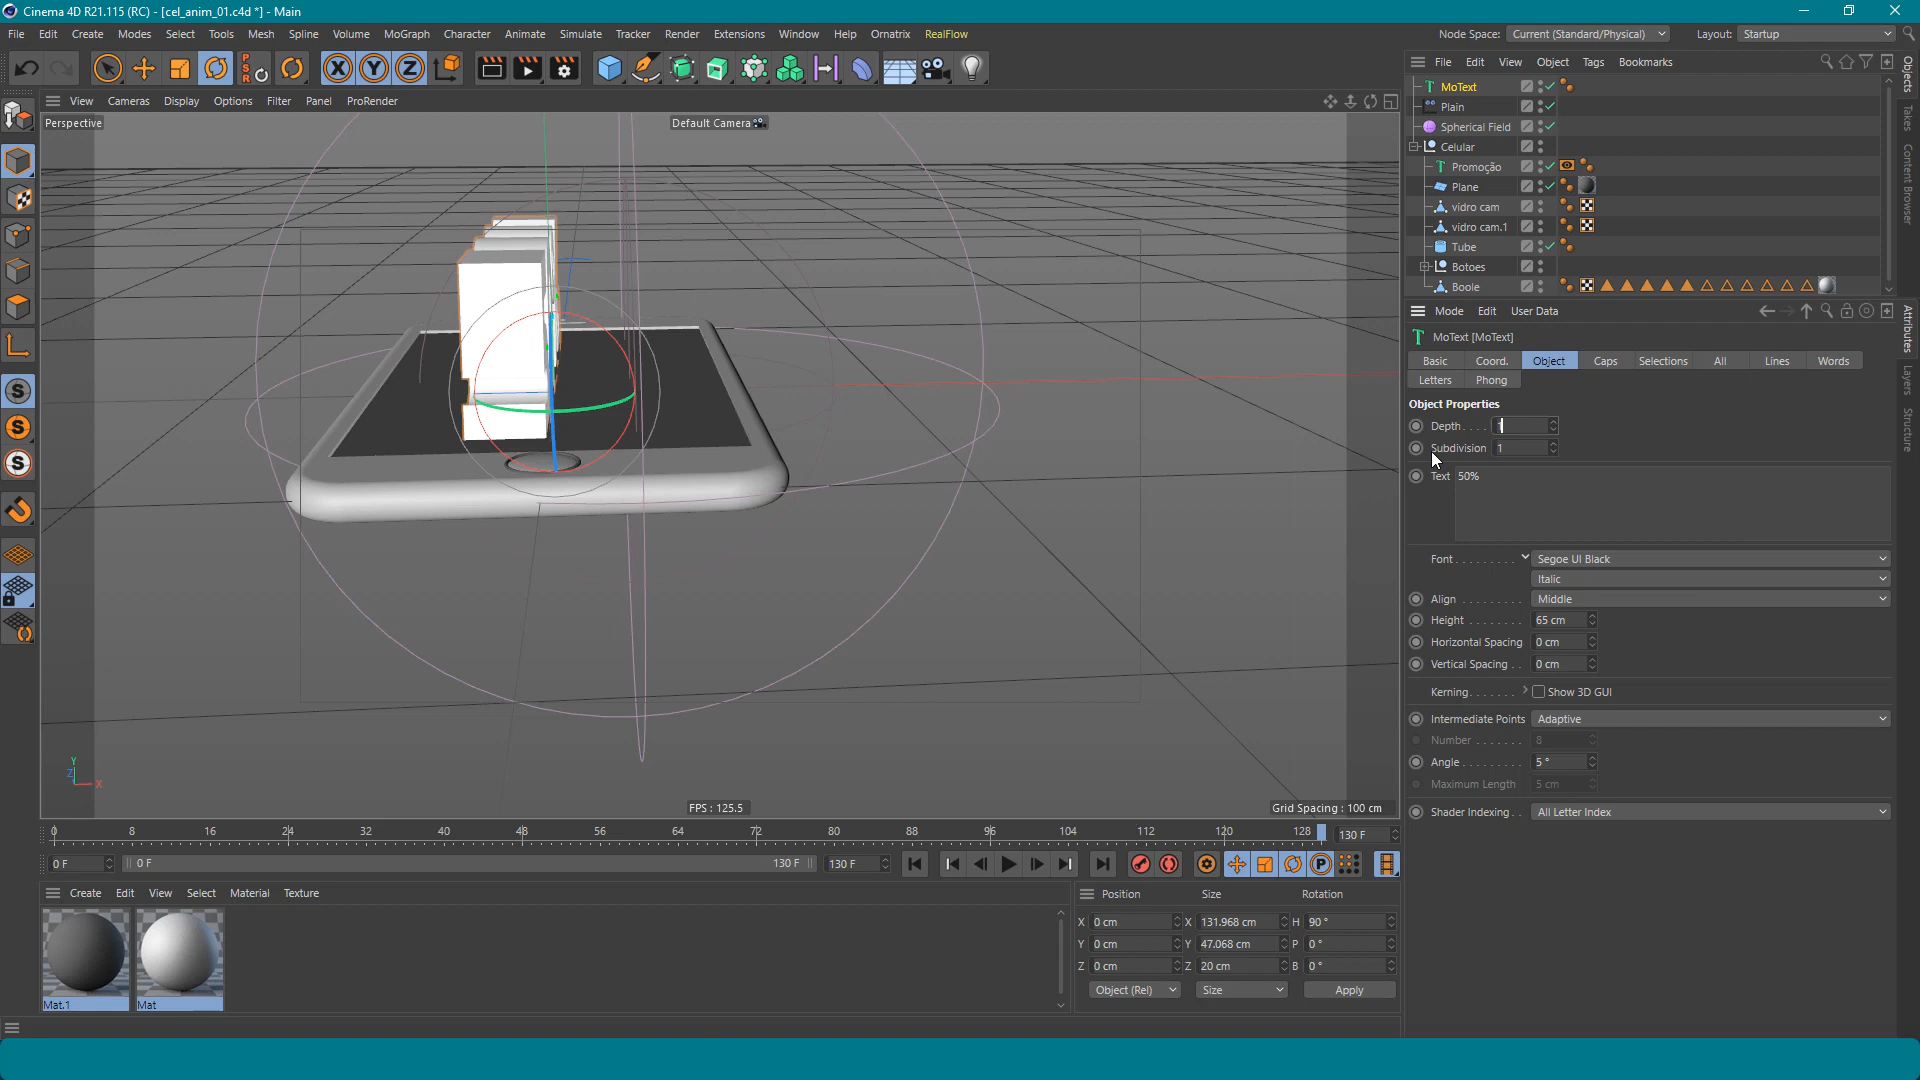 Cinema 4D R21.115 (RC) - [cel_anim_01.c4d *] - Main
File Edit Create Modes Select Tools Mesh Spline Volume MoGraph Character Animate Simulate Tracker Render Extensions Window Help Ornatrix RealFlow Node Space: Current (Standard/Physical) Layout: Startup
PSR X Y Z
File Edit View Object Tags Bookmarks
View Cameras Display Options Filter Panel ProRender
Perspective
Default Camera
MoText
Plain
Spherical Field
Celular
Promoção
Plane
vidro cam
vidro cam.1
Tube
Botoes
Boole
Objects
Takes
Content Browser
Mode Edit User Data
MoText [MoText]
Basic Coord. Object Caps Selections All Lines Words
Letters Phong
Object Properties
Depth. . . .
Subdivision 1
Text 50%
Font. . . . . . . . Segoe UI Black
Italic
Align . . . . . . . . Middle
Height . . . . . . . 65 cm
Horizontal Spacing 0 cm
Vertical Spacing . . 0 cm
Kerning. . . . . . . Show 3D GUI
Intermediate Points Adaptive
Number . . . . . . . 8
Angle. . . . . . . . . 5 °
Maximum Length 5 cm
Shader Indexing. . All Letter Index
Attributes
Layers
Structure
Y
Z
X
FPS : 125.5
Grid Spacing : 100 cm
0 8 16 24 32 40 48 56 64 72 80 88 96 104 112 120 128 130 F
0 F 0 F 130 F 130 F P
Create Edit View Select Material Texture
Mat.1 Mat
Position Size Rotation
X 0 cm X 131.968 cm H 90 °
Y 0 cm Y 47.068 cm P 0 °
Z 0 cm Z 20 cm B 0 °
Object (Rel) Size Apply